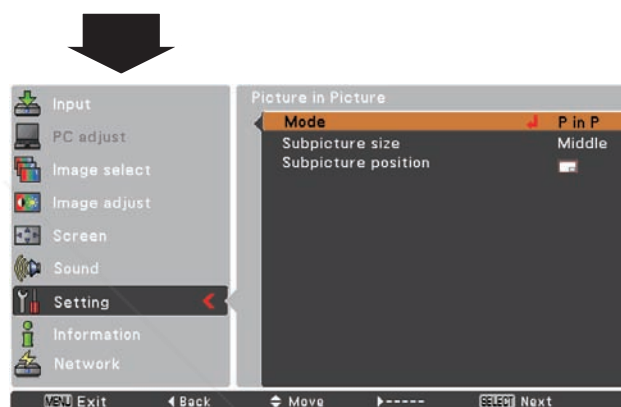 Input
PC adjust
Image select
Image adjust
Screen
Sound
Setting
Information
Network
Picture in Picture
Mode P in P
Subpicture size Middle
Subpicture position
MENU Exit Back Move ----- SELECT Next